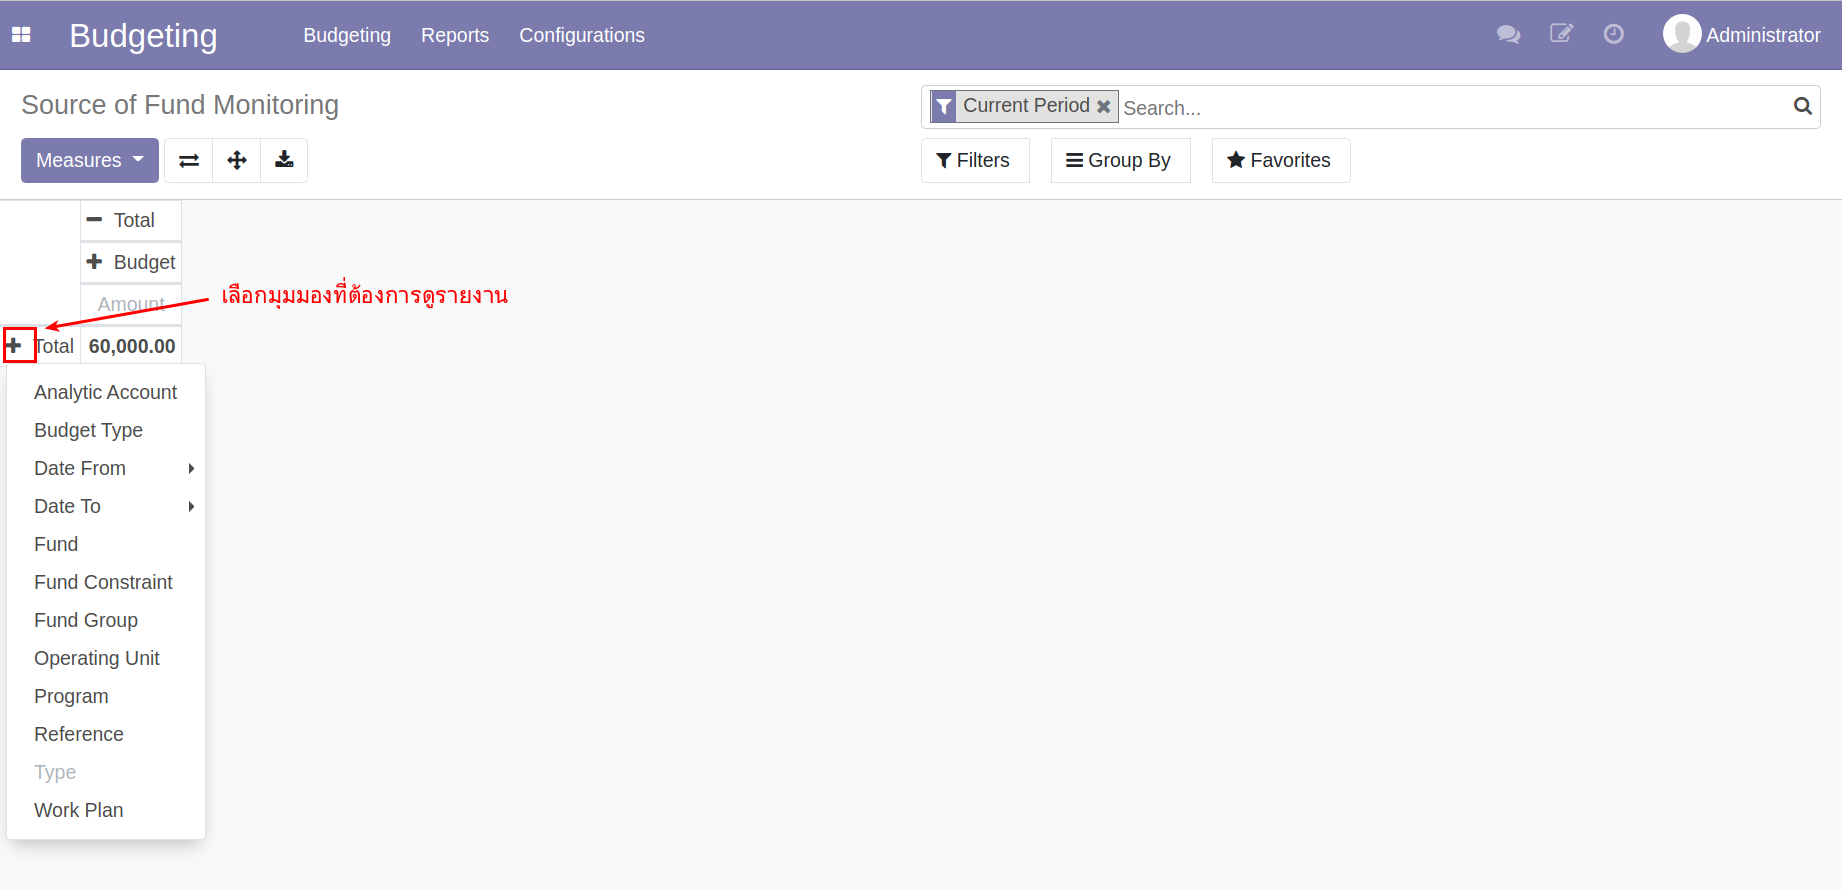 Budgeting
Budgeting Reports Configurations
Administrator
Source of Fund Monitoring
Current Period
Search...
Measures
Filters
Group By
Favorites
Total
Budget
Amount
เลือกมุมมองที่ต้องการดูรายงาน
Total 60,000.00
Analytic Account
Budget Type
Date From
Date To
Fund
Fund Constraint
Fund Group
Operating Unit
Program
Reference
Type
Work Plan